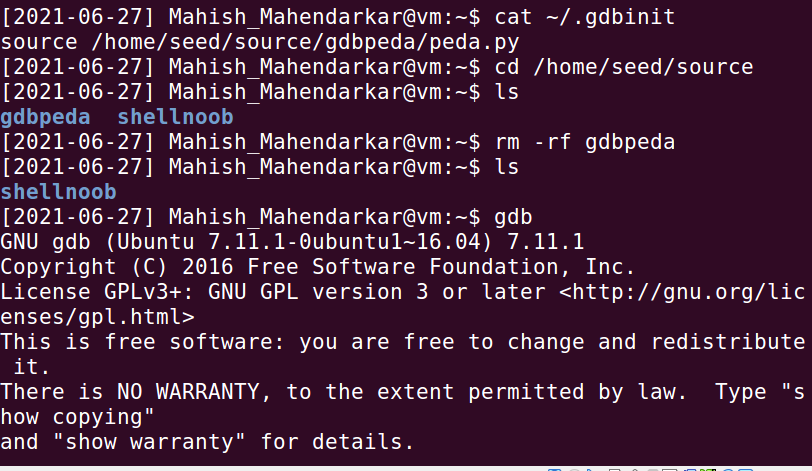 [2021-06-27] Mahish_Mahendarkar@vm:~$ cat ~/.gdbinit
source /home/seed/source/gdbpeda/peda.py
[2021-06-27] Mahish_Mahendarkar@vm:~$ cd /home/seed/source
[2021-06-27] Mahish_Mahendarkar@vm:~$ ls
gdbpeda  shellnoob
[2021-06-27] Mahish_Mahendarkar@vm:~$ rm -rf gdbpeda
[2021-06-27] Mahish_Mahendarkar@vm:~$ ls
shellnoob
[2021-06-27] Mahish_Mahendarkar@vm:~$ gdb
GNU gdb (Ubuntu 7.11.1-0ubuntu1~16.04) 7.11.1
Copyright (C) 2016 Free Software Foundation, Inc.
License GPLv3+: GNU GPL version 3 or later <http://gnu.org/lic
enses/gpl.html>
This is free software: you are free to change and redistribute
 it.
There is NO WARRANTY, to the extent permitted by law.  Type "s
how copying"
and "show warranty" for details.